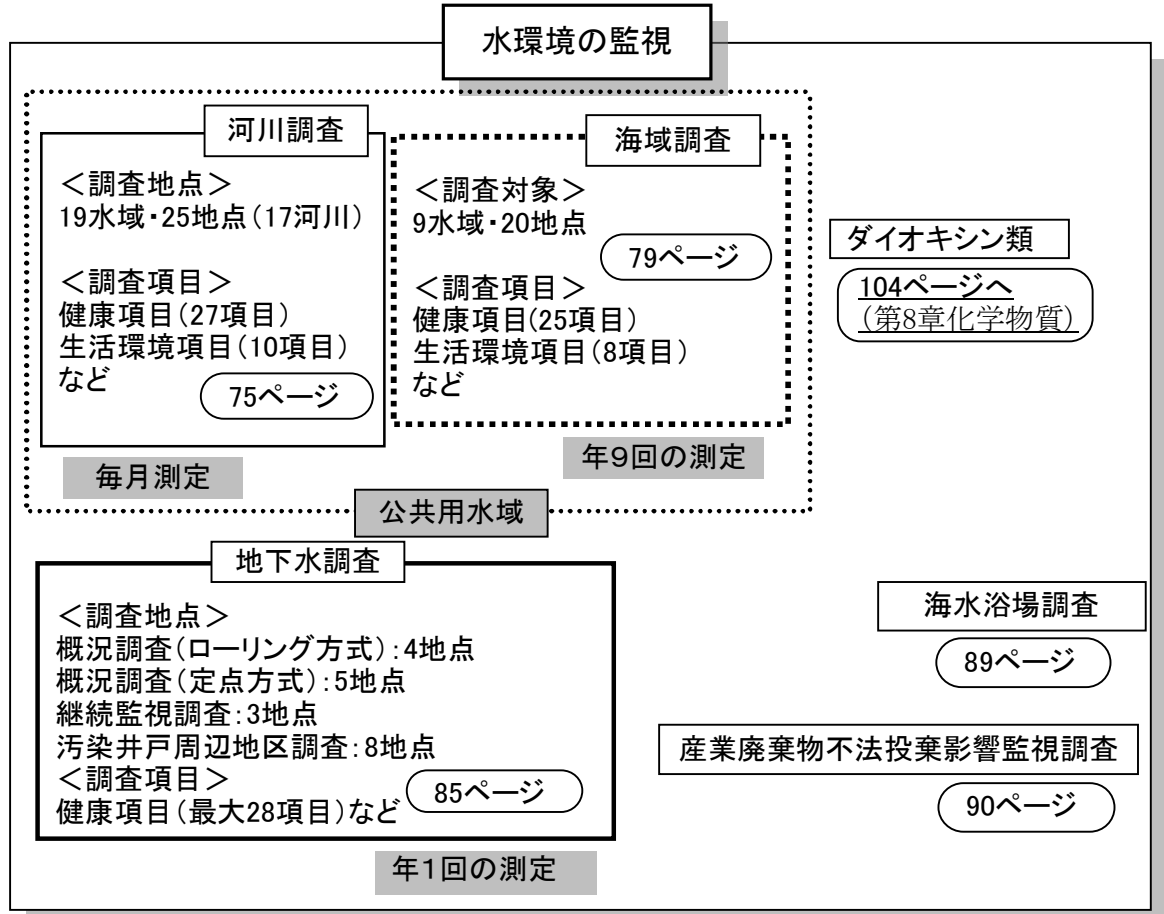 水環境の監視
河川調査
＜調査地点＞
19水域・25地点（17河川）
＜調査項目＞
健康項目（27項目）
生活環境項目（10項目）
など
75ページ
毎月測定
海域調査
＜調査対象＞
9水域・20地点
79ページ
＜調査項目＞
健康項目(25項目）
生活環境項目（8項目）
など
年９回の測定
公共用水域
ダイオキシン類
104ページへ
(第8章化学物質)
地下水調査
＜調査地点＞
概況調査(ローリング方式）:4地点
概況調査(定点方式）:5地点
継続監視調査:3地点
汚染井戸周辺地区調査:8地点
＜調査項目＞
健康項目（最大28項目）など
85ページ
年１回の測定
海水浴場調査
89ページ
産業廃棄物不法投棄影響監視調査
90ページ